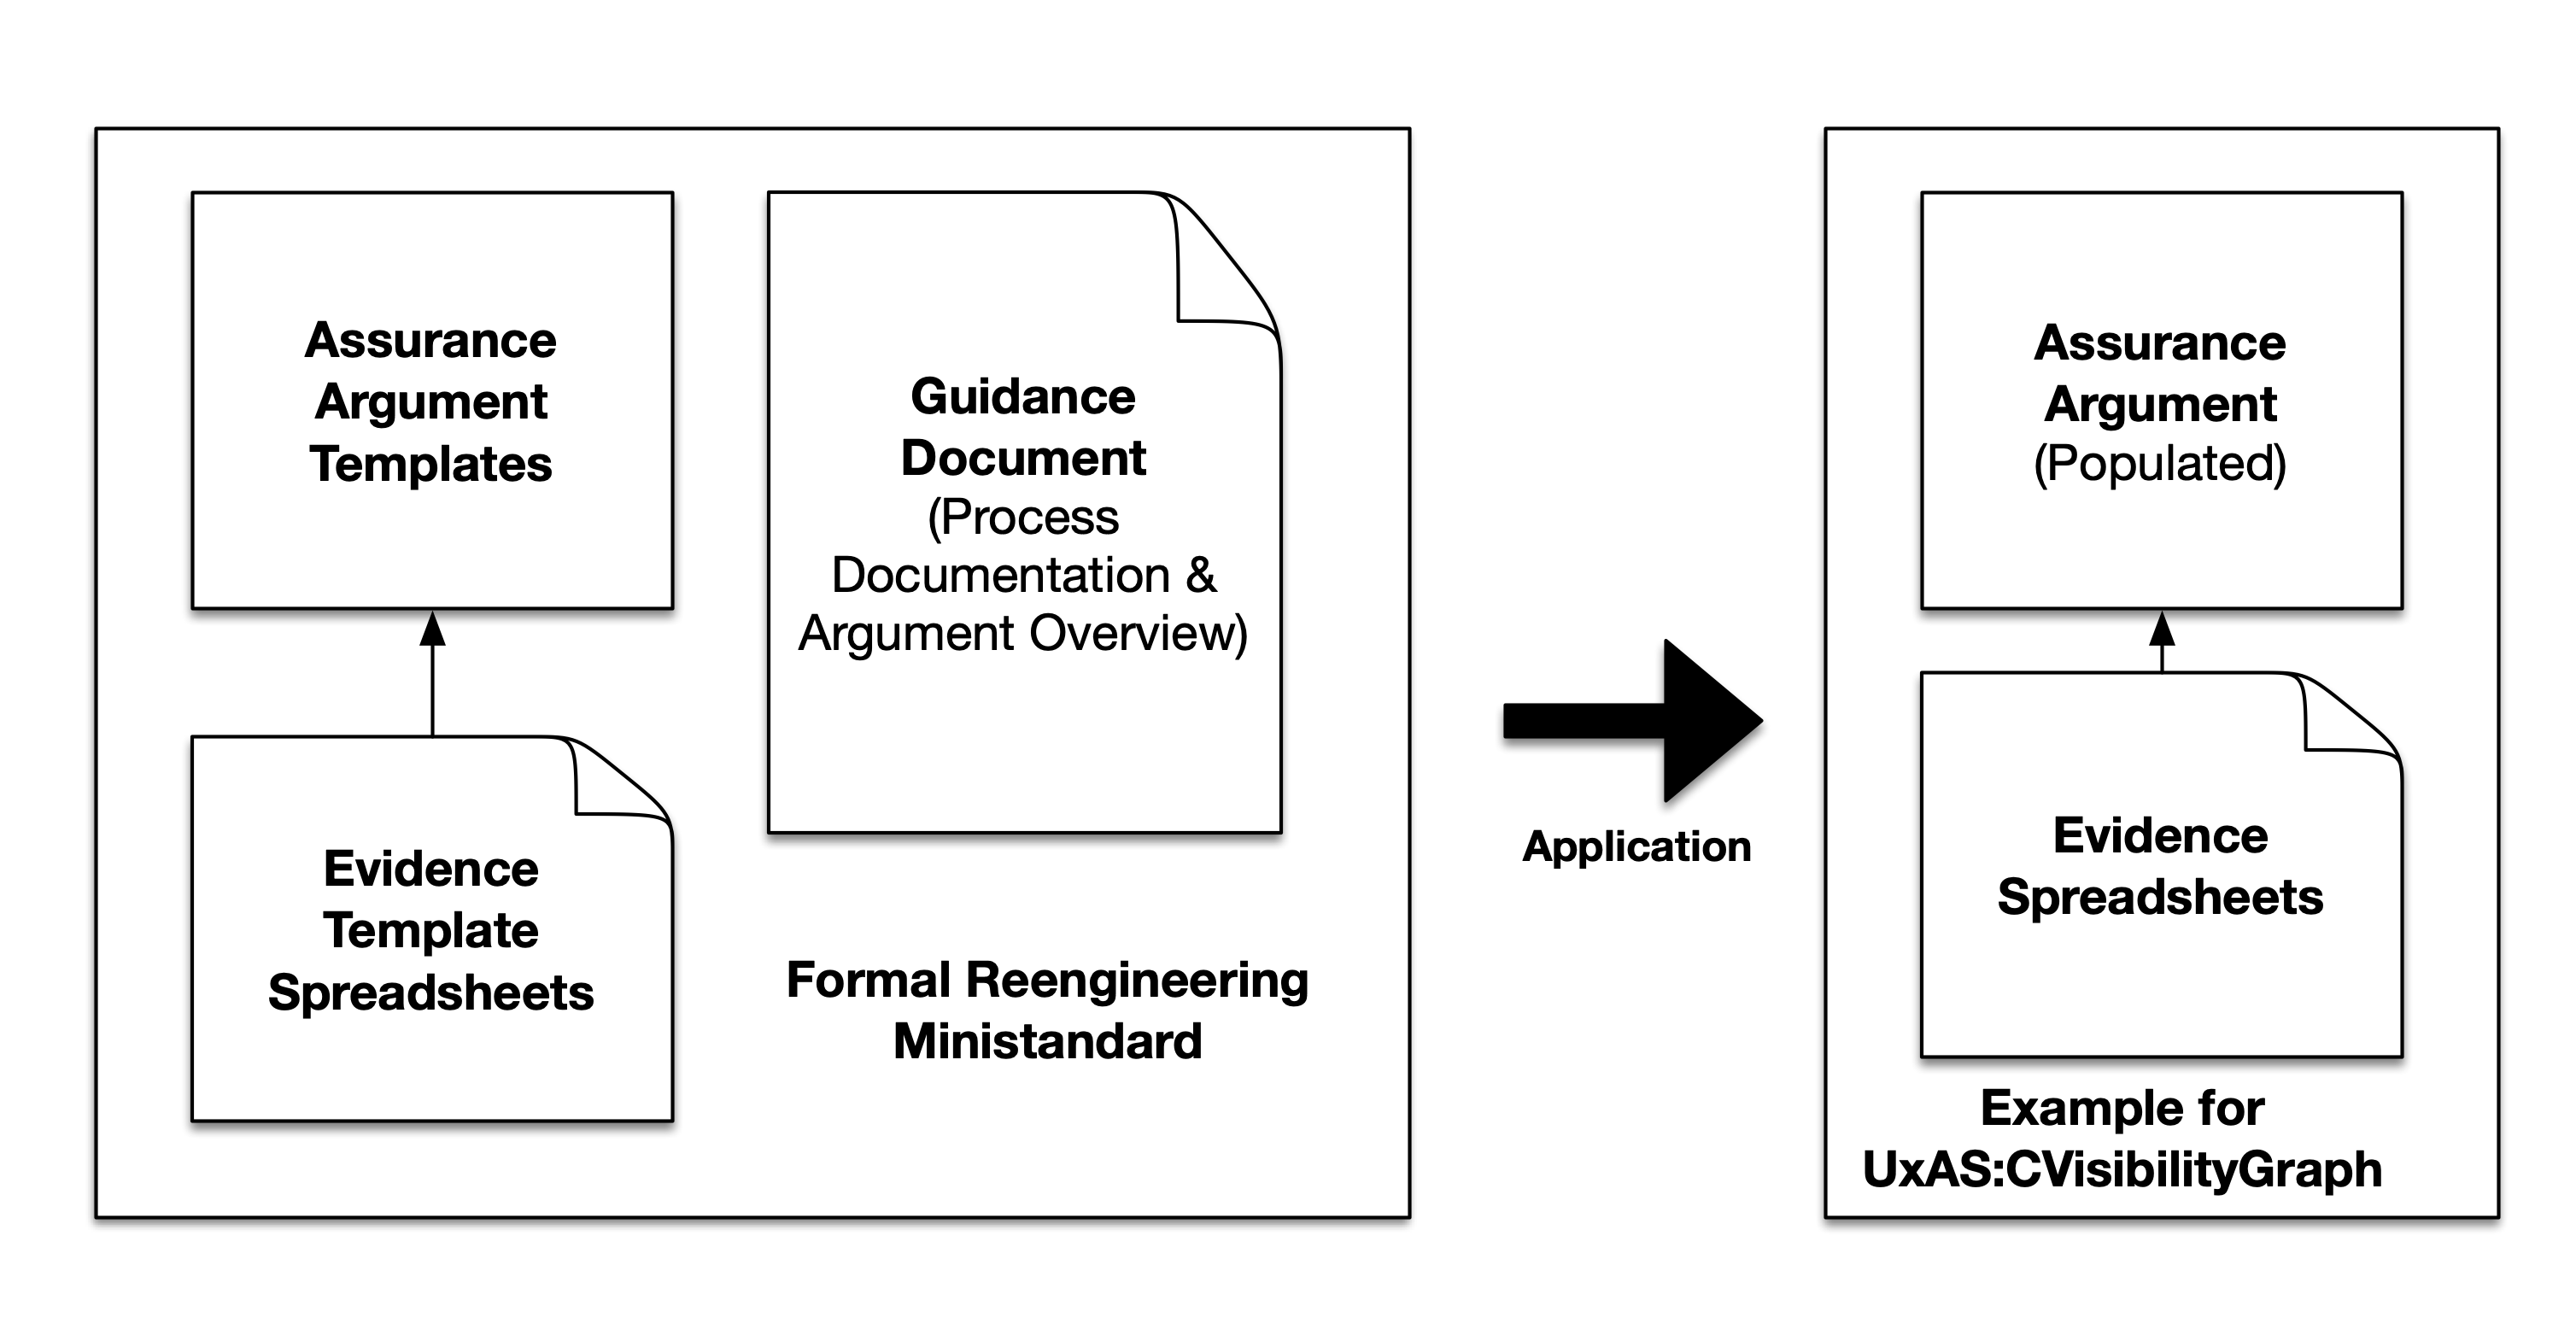 Assurance
Argument
Templates
Guidance
Document
(Process
Documentation &
Argument Overview)
Evidence
Template
Spreadsheets
Formal Reengineering
Ministandard
Application
Assurance
Argument
(Populated)
Evidence
Spreadsheets
Example for
UxAS:CVisibilityGraph